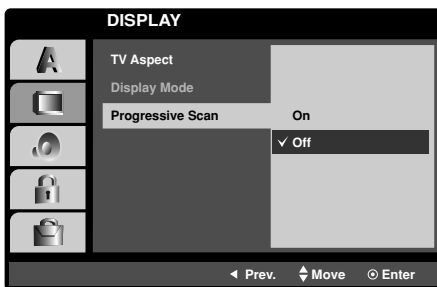 DISPLAY
A
TV Aspect
Display Mode
Progressive Scan
On
✓ Off
◄ Prev. ▲▼ Move ⦿ Enter